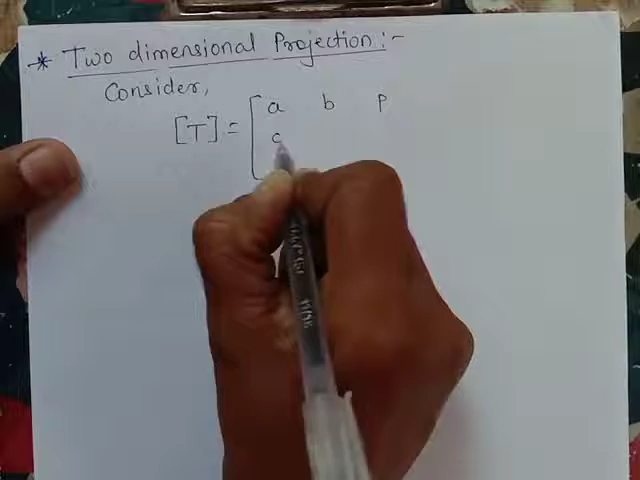 * Two dimensional Projection:-
Consider,
[T] = [ a b p
c